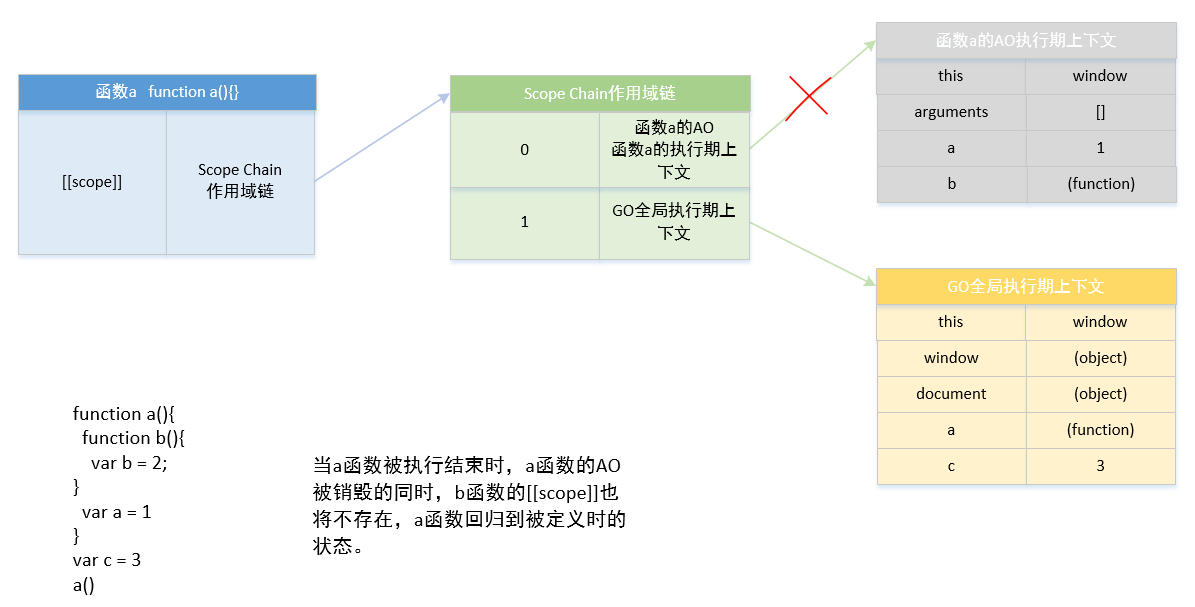 函数a   function a(){}
[[scope]]
Scope Chain
作用域链
Scope Chain作用域链
0
函数a的AO
函数a的执行期上
下文
1
GO全局执行期上
下文
函数a的AO执行期上下文
this
window
arguments
[]
a
1
b
(function)
GO全局执行期上下文
this
window
window
(object)
document
(object)
a
(function)
c
3
function a(){
  function b(){
    var b = 2;
}
  var a = 1
}
var c = 3
a()
当a函数被执行结束时，a函数的AO
被销毁的同时，b函数的[[scope]]也
将不存在，a函数回归到被定义时的
状态。